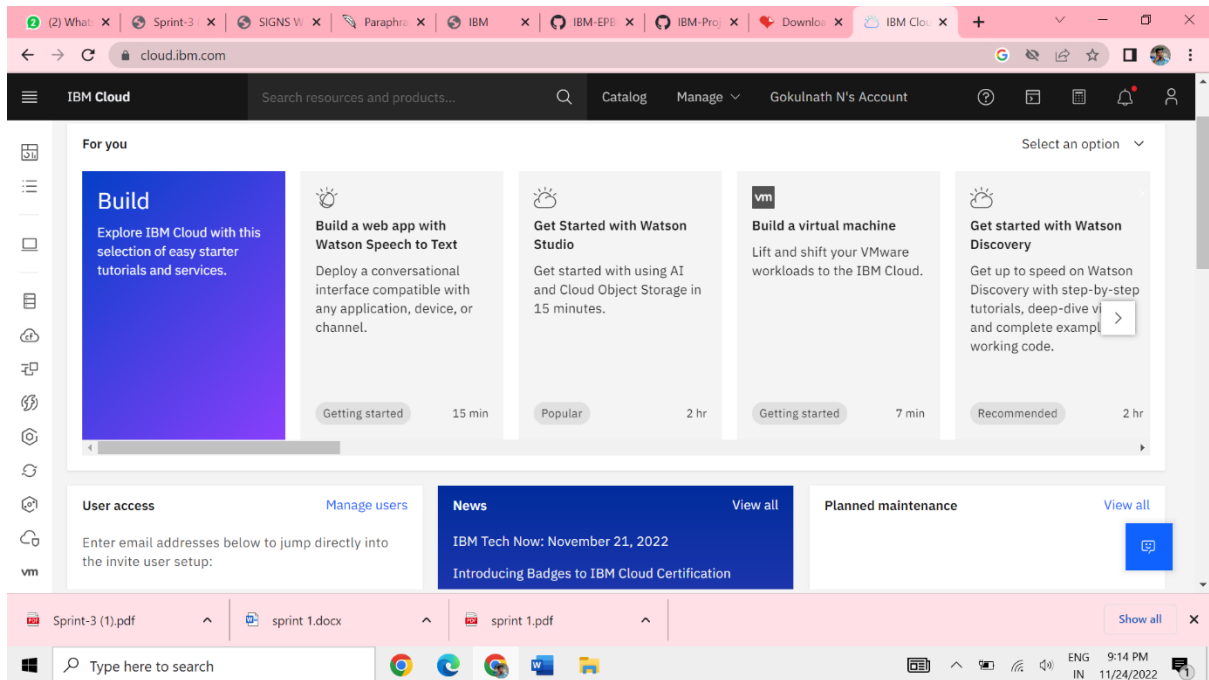 (2) What
Sprint-3
SIGNS W
Paraphra
IBM
IBM-EPB
IBM-Proj
Downloa
IBM Clou
cloud.ibm.com
IBM Cloud
Search resources and products...
Catalog
Manage
Gokulnath N's Account
For you
Select an option
Build
Explore IBM Cloud with this
selection of easy starter
tutorials and services.
Build a web app with
Watson Speech to Text
Deploy a conversational
interface compatible with
any application, device, or
channel.
Getting started 15 min
Get Started with Watson
Studio
Get started with using AI
and Cloud Object Storage in
15 minutes.
Popular 2 hr
vm
Build a virtual machine
Lift and shift your VMware
workloads to the IBM Cloud.
Getting started 7 min
Get started with Watson
Discovery
Get up to speed on Watson
Discovery with step-by-step
tutorials, deep-dive vi
and complete exampl
working code.
Recommended 2 hr
User access Manage users
Enter email addresses below to jump directly into
the invite user setup:
News View all
IBM Tech Now: November 21, 2022
Introducing Badges to IBM Cloud Certification
Planned maintenance View all
vm
Sprint-3 (1).pdf
sprint 1.docx
sprint 1.pdf
Show all
Type here to search
ENG
IN
9:14 PM
11/24/2022
1